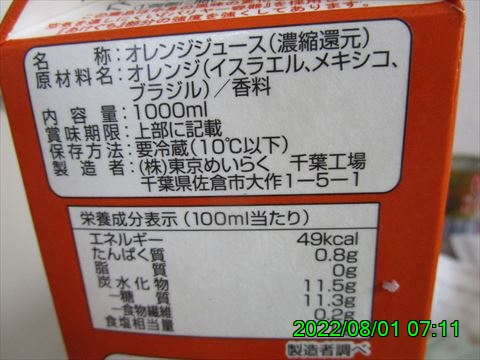 名称:オレンジジュース(濃縮還元)
原材料名:オレンジ(イスラエル、メキシコ、
ブラジル)/香料
内容量:1000ml
賞味期限:上部に記載
保存方法:要冷蔵(10℃以下)
製造者:(株)東京めいらく 千葉工場
千葉県佐倉市大作1-5-1
栄養成分表示(100ml当たり)
エネルギー 49kcal
たんぱく質 0.8g
脂質 0g
炭水化物 11.5g
-糖質 11.3g
-食物繊維 0.2g
食塩相当量
製造者調べ
2022/08/01 07:11